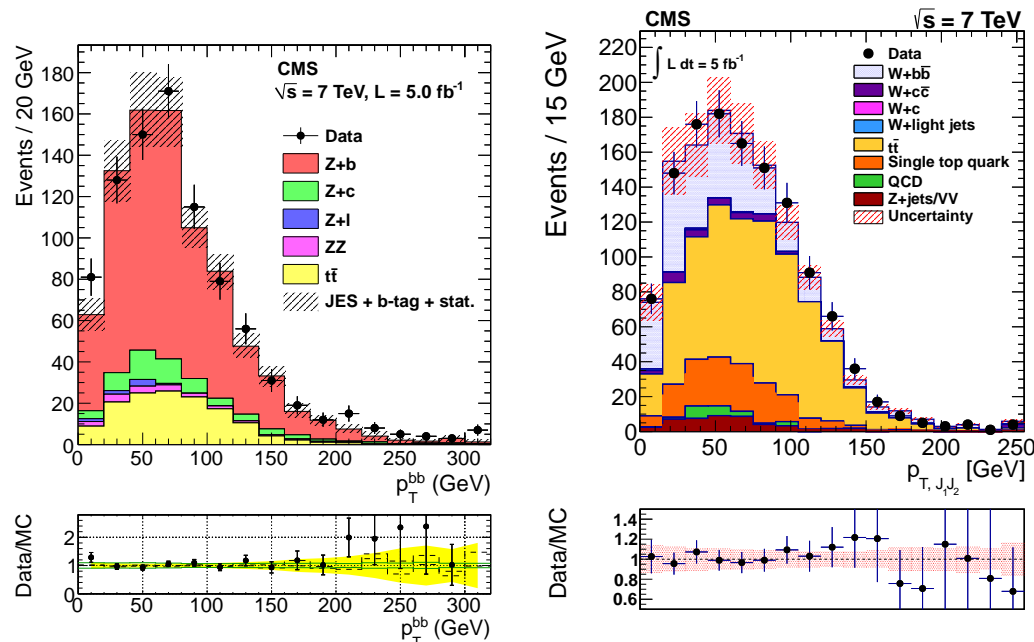 CMS
√s = 7 TeV, L = 5.0 fb⁻¹
Data
Z+b
Z+c
Z+l
ZZ
tt̄
JES + b-tag + stat.
Events / 20 GeV
180
160
140
120
100
80
60
40
20
0
0 50 100 150 200 250 300
p_T^bb (GeV)
Data/MC
2
1
0
0 50 100 150 200 250 300
p_T^bb (GeV)
CMS √s = 7 TeV
∫ L dt = 5 fb⁻¹
Data
W+bb̄
W+cc̄
W+c
W+light jets
tt̄
Single top quark
QCD
Z+jets/VV
Uncertainty
Events / 15 GeV
220
200
180
160
140
120
100
80
60
40
20
0
0 50 100 150 200 250
p_T, J₁J₂ [GeV]
Data/MC
1.4
1.2
1
0.8
0.6